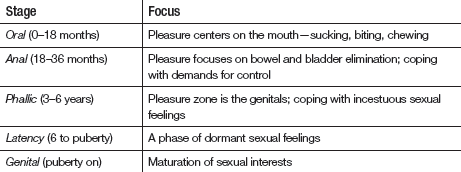 Stage Focus
Oral (0–18 months) Pleasure centers on the mouth—sucking, biting, chewing
Anal (18–36 months) Pleasure focuses on bowel and bladder elimination; coping
with demands for control
Phallic (3–6 years) Pleasure zone is the genitals; coping with incestuous sexual
feelings
Latency (6 to puberty) A phase of dormant sexual feelings
Genital (puberty on) Maturation of sexual interests